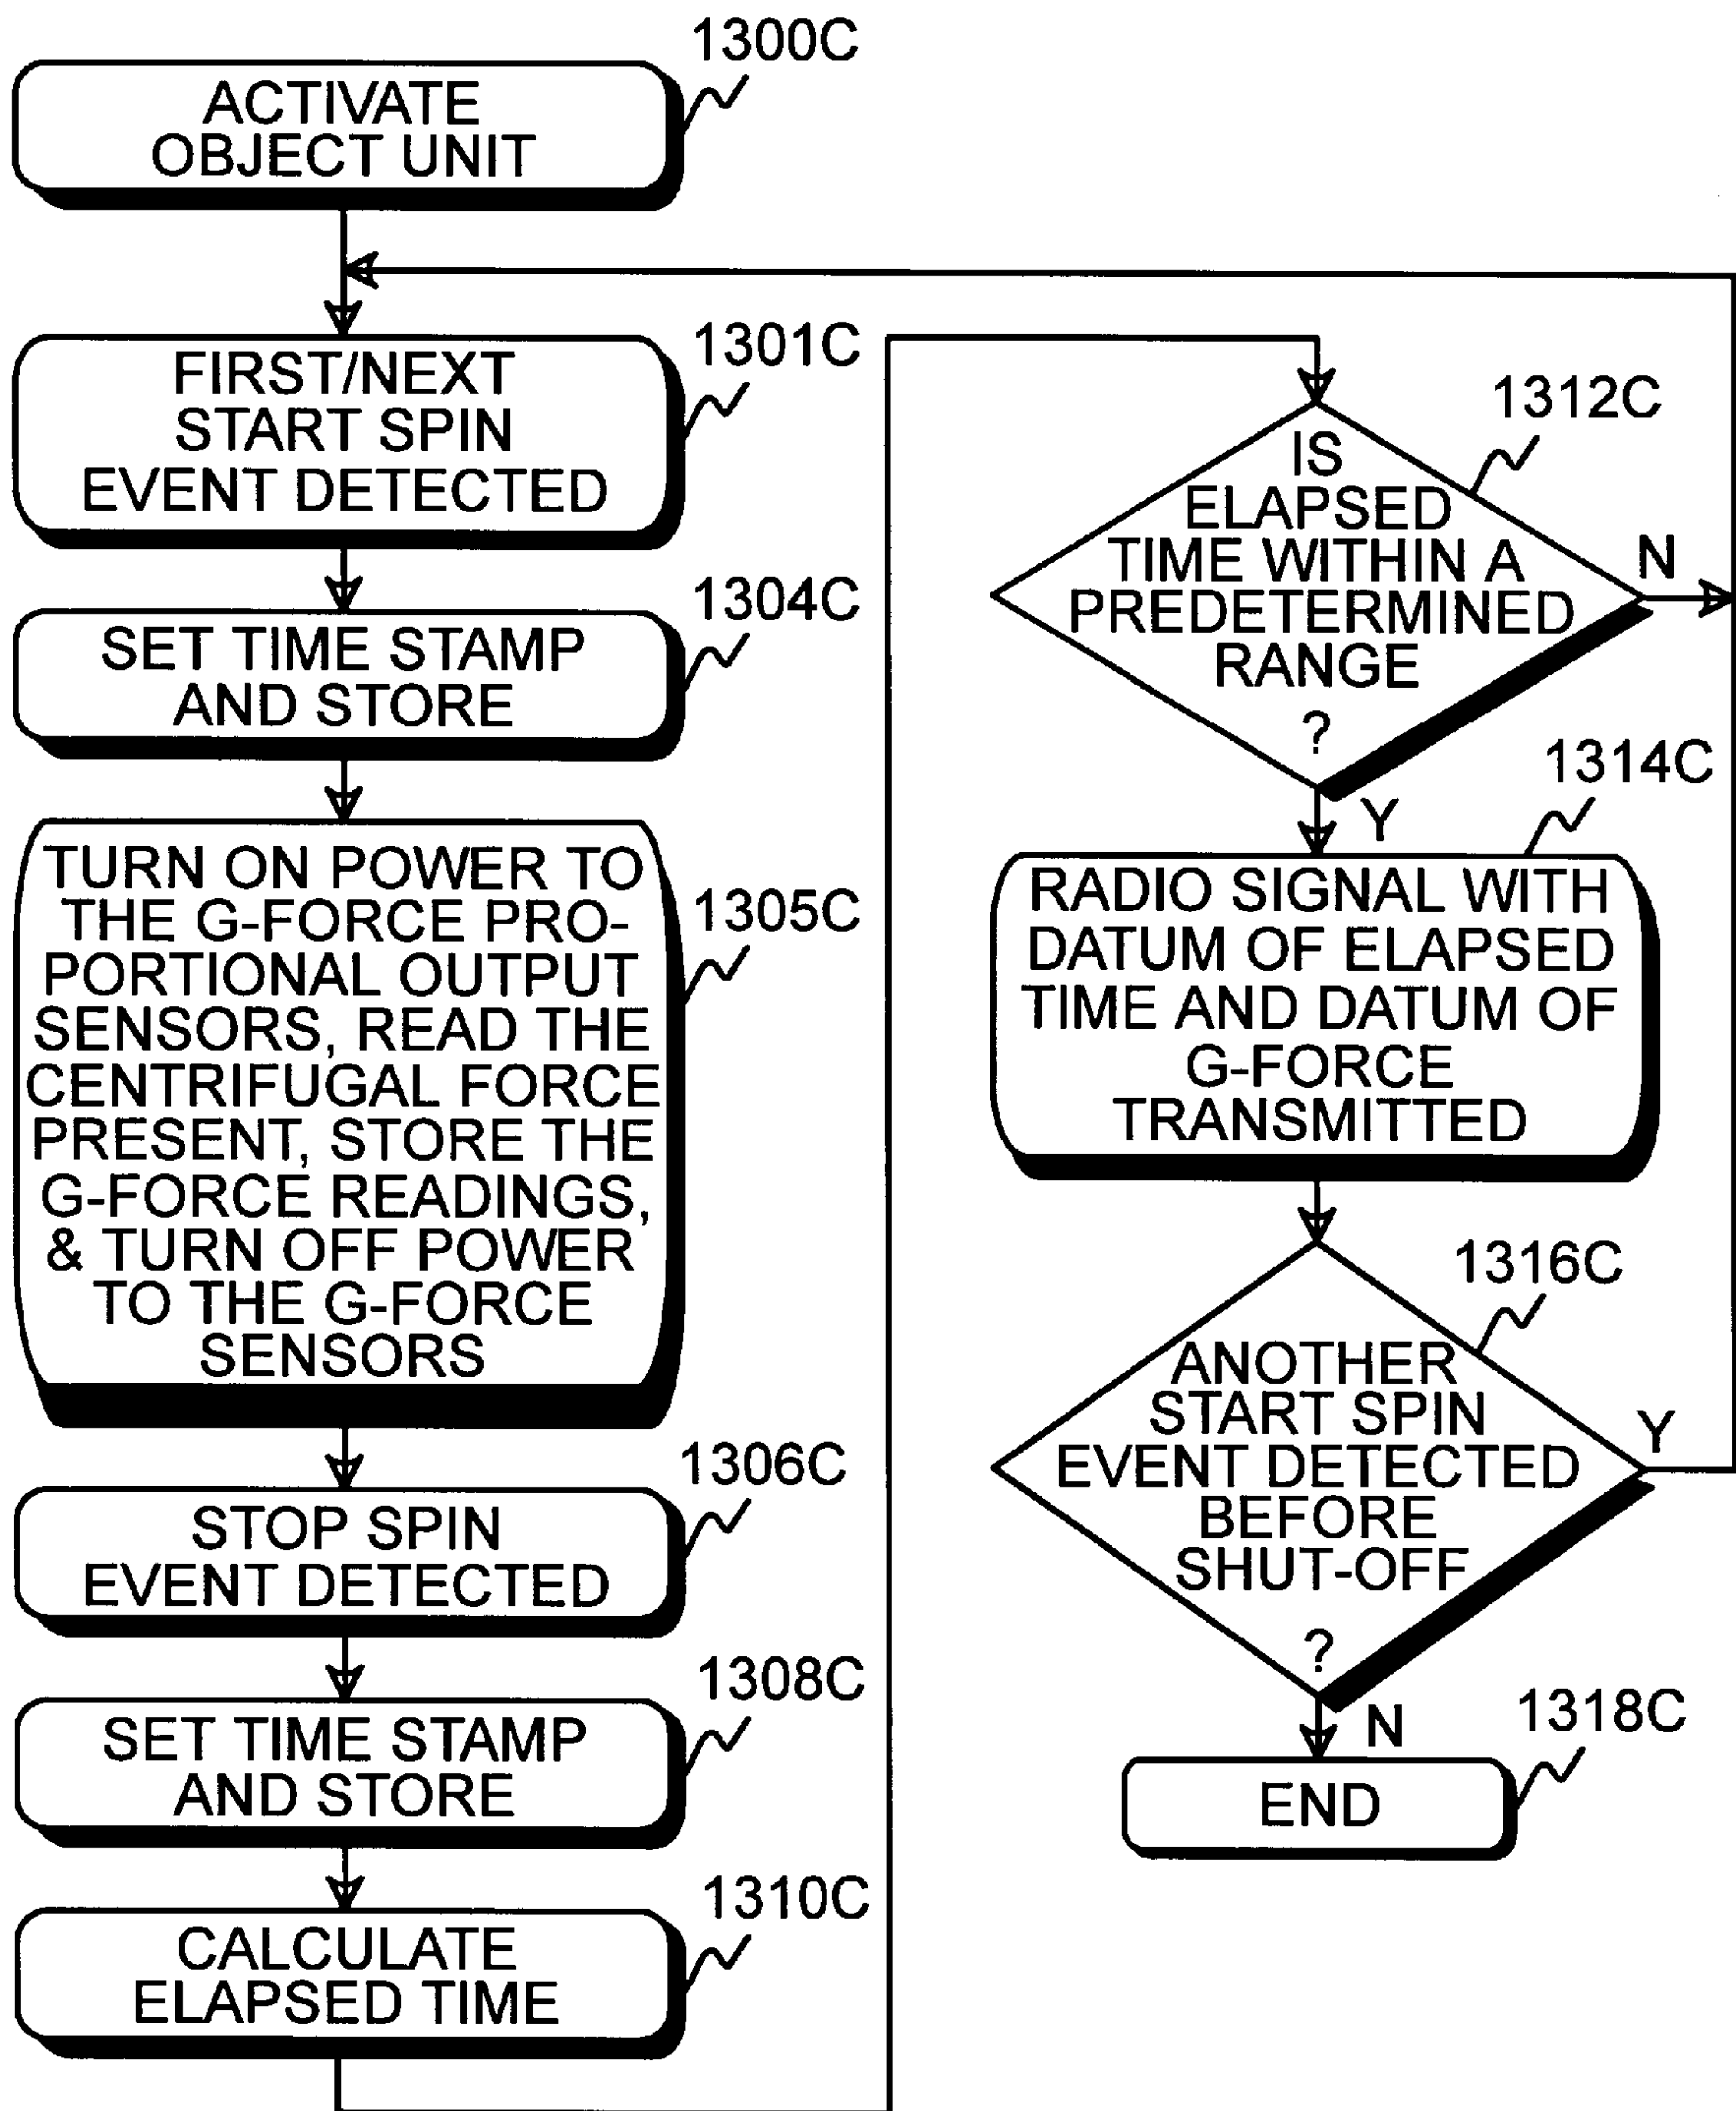 1300C
ACTIVATE
OBJECT UNIT
1301C
FIRST/NEXT
START SPIN
EVENT DETECTED
1304C
SET TIME STAMP
AND STORE
1305C
TURN ON POWER TO
THE G-FORCE PRO-
PORTIONAL OUTPUT
SENSORS, READ THE
CENTRIFUGAL FORCE
PRESENT, STORE THE
G-FORCE READINGS,
& TURN OFF POWER
TO THE G-FORCE
SENSORS
1306C
STOP SPIN
EVENT DETECTED
1308C
SET TIME STAMP
AND STORE
1310C
CALCULATE
ELAPSED TIME
1312C
IS
ELAPSED
TIME WITHIN A
PREDETERMINED
RANGE
?
N
Y
1314C
RADIO SIGNAL WITH
DATUM OF ELAPSED
TIME AND DATUM OF
G-FORCE
TRANSMITTED
1316C
ANOTHER
START SPIN
EVENT DETECTED
BEFORE
SHUT-OFF
?
Y
N
1318C
END